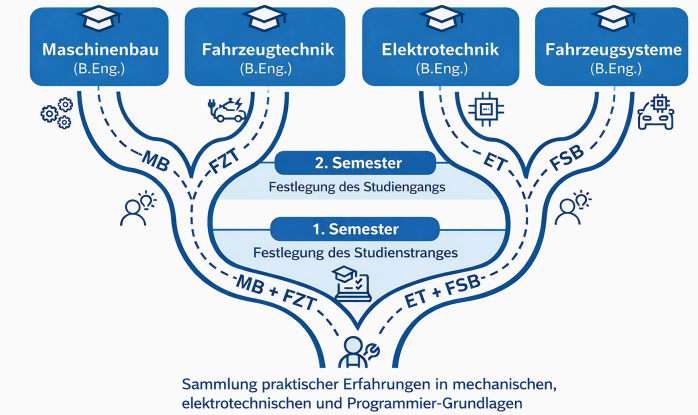 Maschinenbau
(B.Eng.)
Fahrzeugtechnik
(B.Eng.)
Elektrotechnik
(B.Eng.)
Fahrzeugsysteme
(B.Eng.)
MB
FZT
ET
FSB
2. Semester
Festlegung des Studiengangs
1. Semester
Festlegung des Studienstranges
MB + FZT
ET + FSB
Sammlung praktischer Erfahrungen in mechanischen,
elektrotechnischen und Programmier-Grundlagen